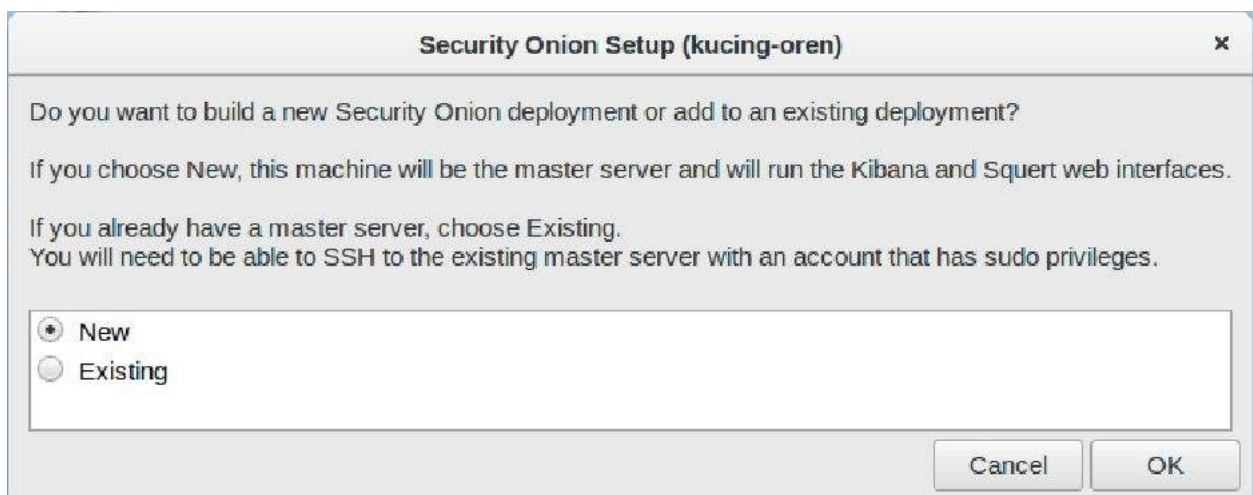 Security Onion Setup (kucing-oren)
Do you want to build a new Security Onion deployment or add to an existing deployment?
If you choose New, this machine will be the master server and will run the Kibana and Squert web interfaces.
If you already have a master server, choose Existing.
You will need to be able to SSH to the existing master server with an account that has sudo privileges.
New
Existing
Cancel OK